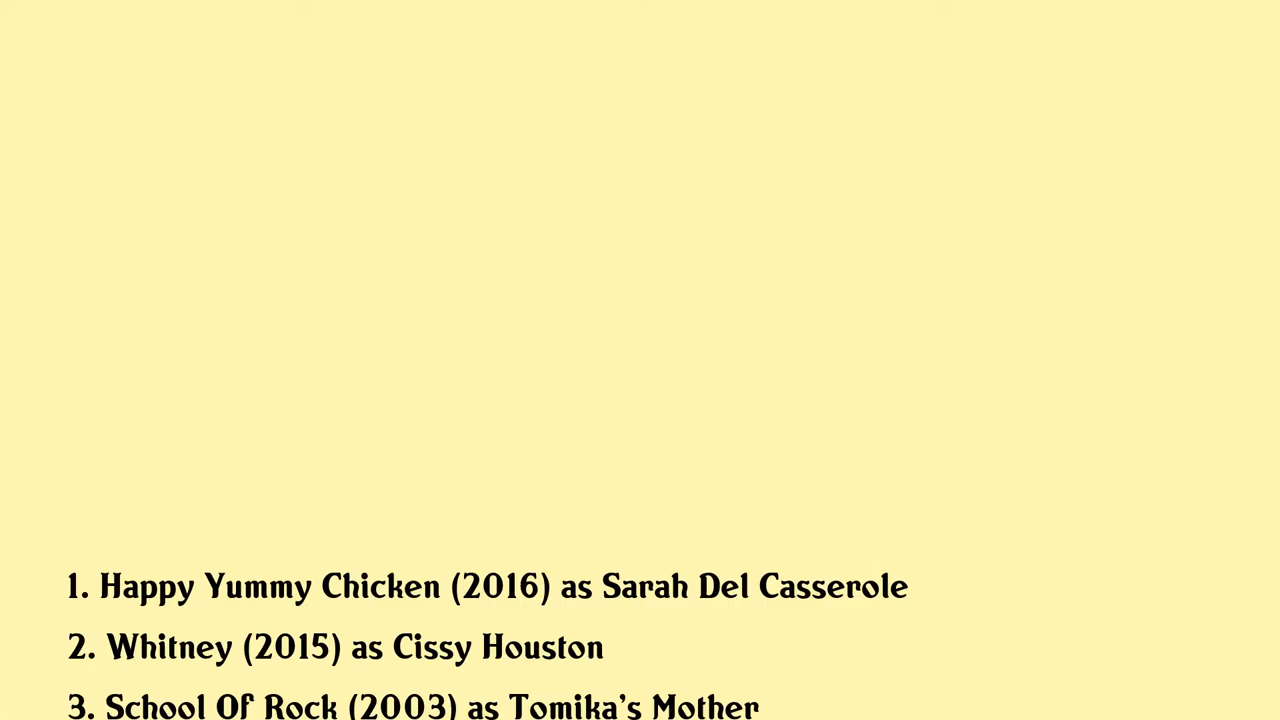 1. Happy Yummy Chicken (2016) as Sarah Del Casserole
2. Whitney (2015) as Cissy Houston
3. School Of Rock (2003) as Tomika's Mother